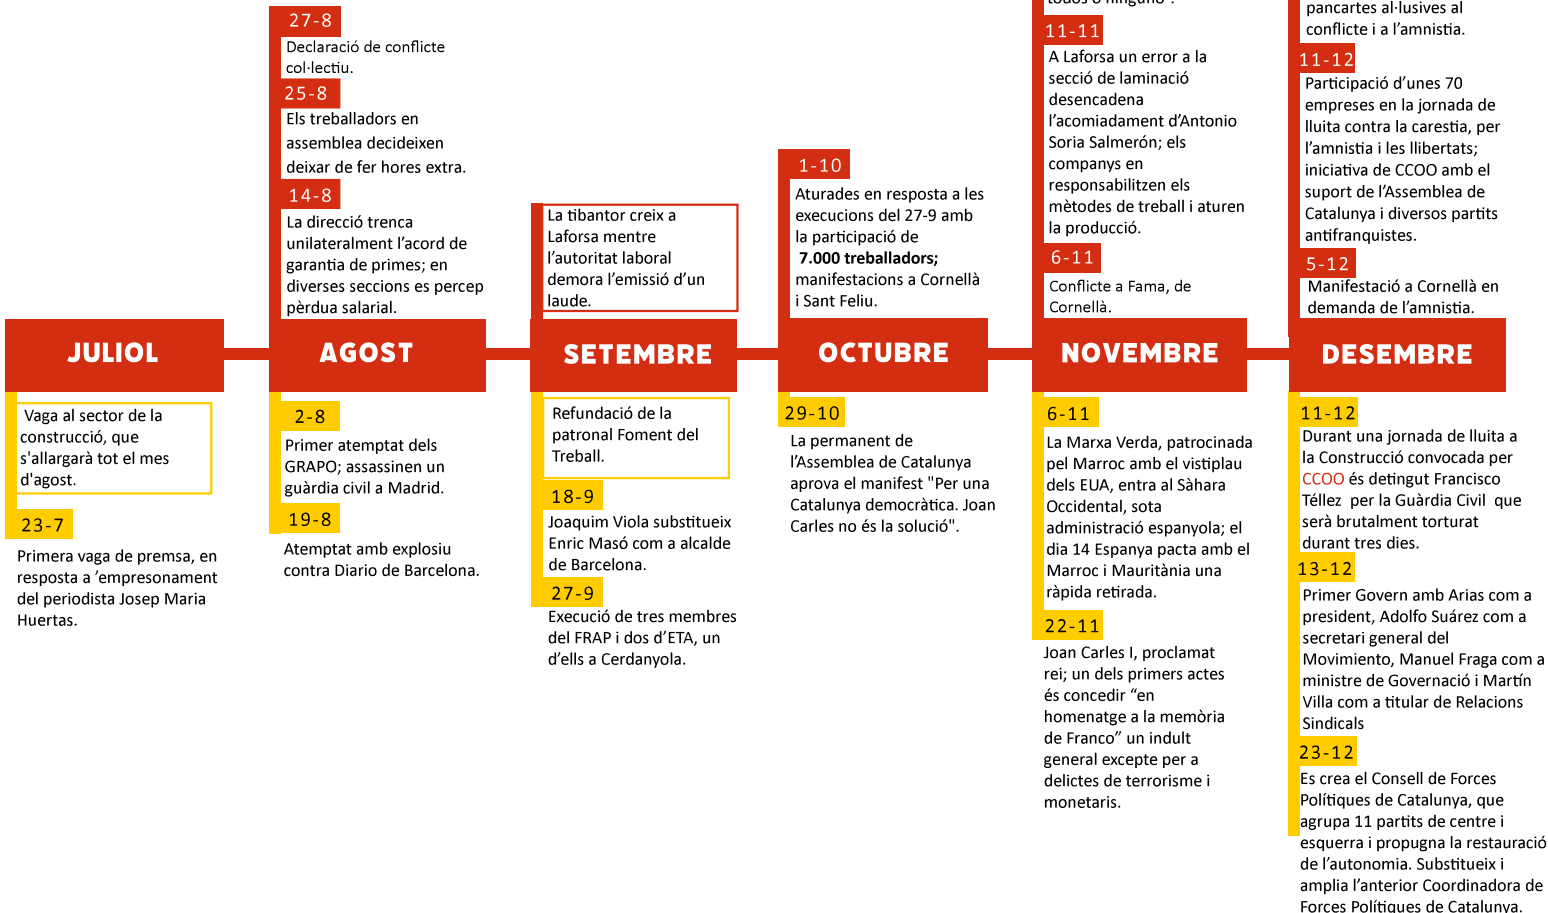 27-8
Declaració de conflicte
col·lectiu.
25-8
Els treballadors en
assemblea decideixen
deixar de fer hores extra.
14-8
La direcció trenca
unilateralment l’acord de
garantia de primes; en
diverses seccions es percep
pèrdua salarial.
La tibantor creix a
Laforsa mentre
l’autoritat laboral
demora l’emissió d’un
laude.
1-10
Aturades en resposta a les
execucions del 27-9 amb
la participació de
7.000 treballadors;
manifestacions a Cornellà
i Sant Feliu.
11-11
A Laforsa un error a la
secció de laminació
desencadena
l’acomiadament d’Antonio
Soria Salmerón; els
companys en
responsabilitzen els
mètodes de treball i aturen
la producció.
6-11
Conflicte a Fama, de
Cornellà.
pancartes al·lusives al
conflicte i a l’amnistia.
11-12
Participació d’unes 70
empreses en la jornada de
lluita contra la carestia, per
l’amnistia i les llibertats;
iniciativa de CCOO amb el
suport de l’Assemblea de
Catalunya i diversos partits
antifranquistes.
5-12
Manifestació a Cornellà en
demanda de l’amnistia.
JULIOL
AGOST
SETEMBRE
OCTUBRE
NOVEMBRE
DESEMBRE
Vaga al sector de la
construcció, que
s'allargarà tot el mes
d'agost.
23-7
Primera vaga de premsa, en
resposta a ’empresonament
del periodista Josep Maria
Huertas.
2-8
Primer atemptat dels
GRAPO; assassinen un
guàrdia civil a Madrid.
19-8
Atemptat amb explosiu
contra Diario de Barcelona.
Refundació de la
patronal Foment del
Treball.
18-9
Joaquim Viola substitueix
Enric Masó com a alcalde
de Barcelona.
27-9
Execució de tres membres
del FRAP i dos d’ETA, un
d’ells a Cerdanyola.
29-10
La permanent de
l’Assemblea de Catalunya
aprova el manifest "Per una
Catalunya democràtica. Joan
Carles no és la solució".
6-11
La Marxa Verda, patrocinada
pel Marroc amb el vistiplau
dels EUA, entra al Sàhara
Occidental, sota
administració espanyola; el
dia 14 Espanya pacta amb el
Marroc i Mauritània una
ràpida retirada.
22-11
Joan Carles I, proclamat
rei; un dels primers actes
és concedir “en
homenatge a la memòria
de Franco” un indult
general excepte per a
delictes de terrorisme i
monetaris.
11-12
Durant una jornada de lluita a
la Construcció convocada per
CCOO és detingut Francisco
Téllez per la Guàrdia Civil que
serà brutalment torturat
durant tres dies.
13-12
Primer Govern amb Arias com a
president, Adolfo Suárez com a
secretari general del
Movimiento, Manuel Fraga com a
ministre de Governació i Martín
Villa com a titular de Relacions
Sindicals
23-12
Es crea el Consell de Forces
Polítiques de Catalunya, que
agrupa 11 partits de centre i
esquerra i propugna la restauració
de l’autonomia. Substitueix i
amplia l’anterior Coordinadora de
Forces Polítiques de Catalunya.